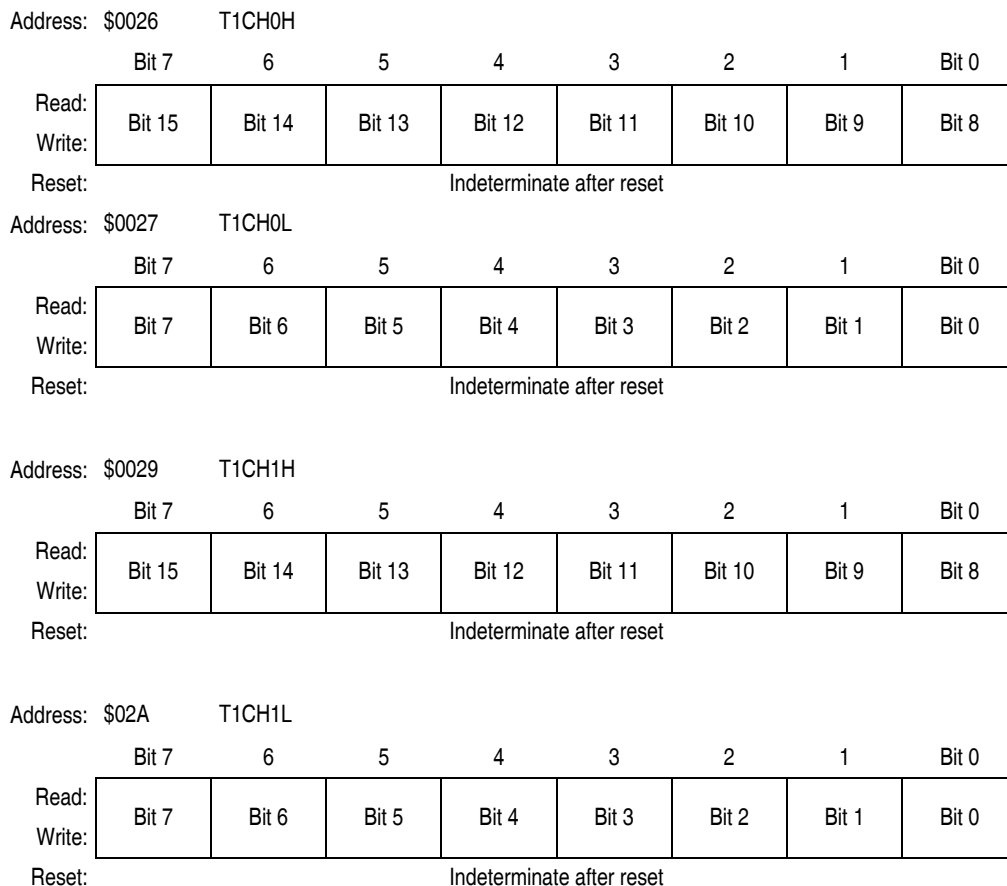 Address: $0026 T1CH0H
Bit 7 6 5 4 3 2 1 Bit 0
Read:
Bit 15 Bit 14 Bit 13 Bit 12 Bit 11 Bit 10 Bit 9 Bit 8
Write:
Reset: Indeterminate after reset
Address: $0027 T1CH0L
Bit 7 6 5 4 3 2 1 Bit 0
Read:
Bit 7 Bit 6 Bit 5 Bit 4 Bit 3 Bit 2 Bit 1 Bit 0
Write:
Reset: Indeterminate after reset
Address: $0029 T1CH1H
Bit 7 6 5 4 3 2 1 Bit 0
Read:
Bit 15 Bit 14 Bit 13 Bit 12 Bit 11 Bit 10 Bit 9 Bit 8
Write:
Reset: Indeterminate after reset
Address: $02A T1CH1L
Bit 7 6 5 4 3 2 1 Bit 0
Read:
Bit 7 Bit 6 Bit 5 Bit 4 Bit 3 Bit 2 Bit 1 Bit 0
Write:
Reset: Indeterminate after reset